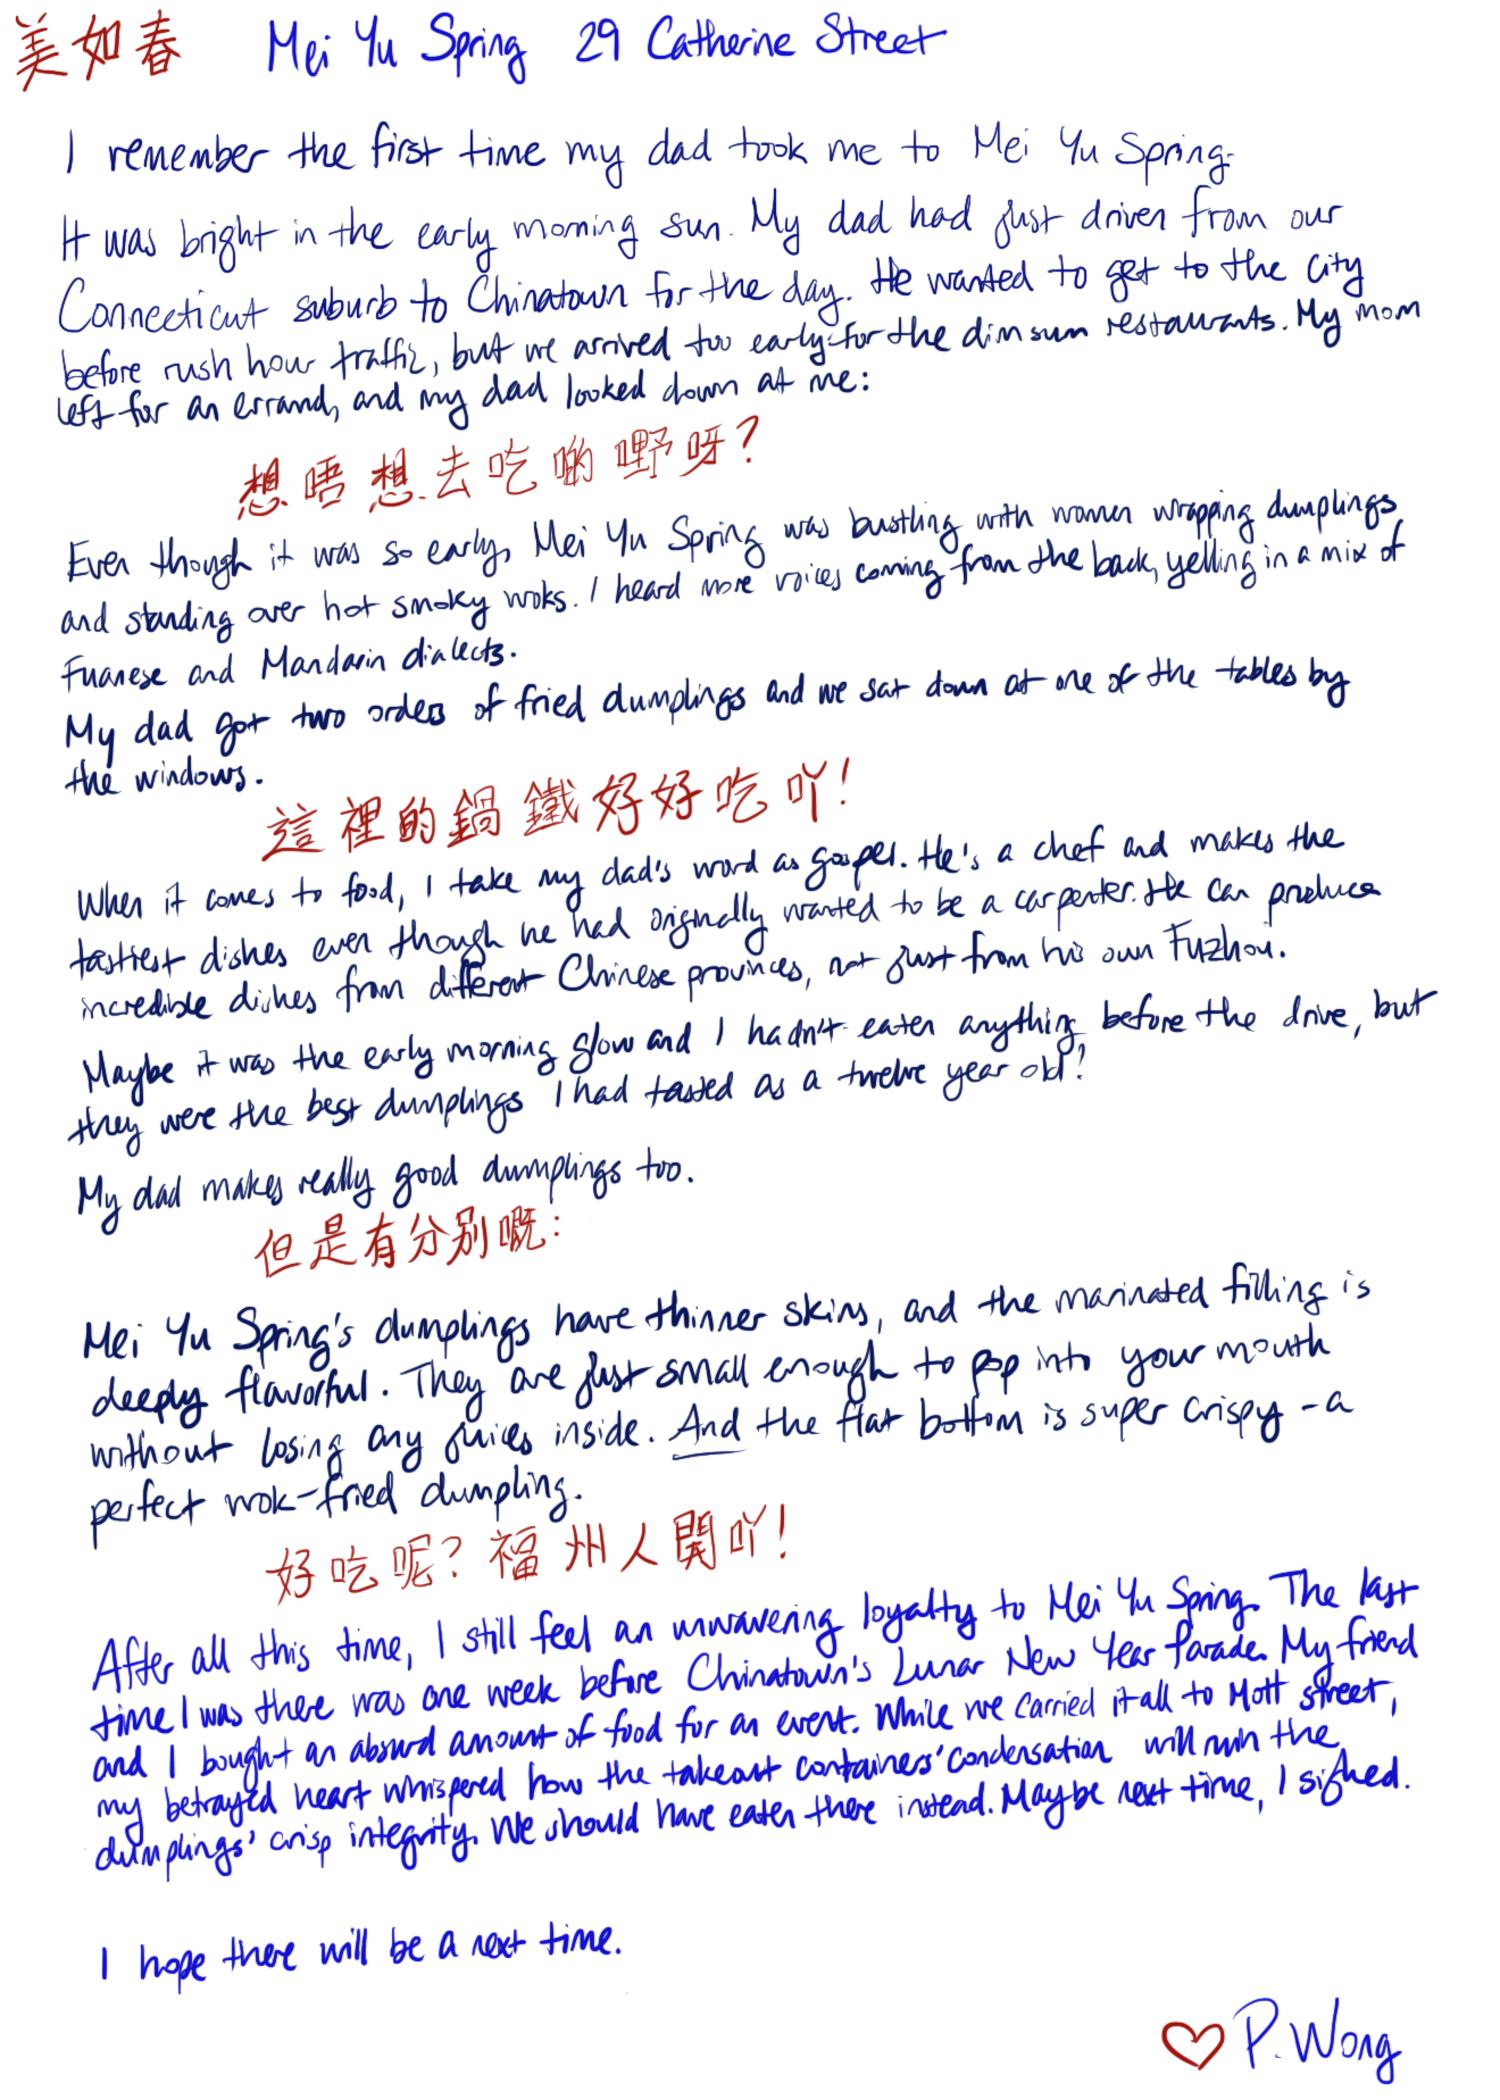 美如春 Mei Yu Spring 29 Catherine Street
I remember the first time my dad took me to Mei Yu Spring.
It was bright in the early morning sun. My dad had just driven from our
Connecticut suburb to Chinatown for the day. He wanted to get to the city
before rush hour traffic, but we arrived too early for the dim sum restaurants. My mom
left for an errand, and my dad looked down at me:
想唔想去吃啲嘢呀?
Even though it was so early, Mei Yu Spring was bustling with women wrapping dumplings
and standing over hot smoky woks. I heard more voices coming from the back, yelling in a mix of
Fuanese and Mandarin dialects.
My dad got two orders of fried dumplings and we sat down at one of the tables by
the windows.
這裡的鍋鐵好好吃吖!
When it comes to food, I take my dad's word as gospel. He's a chef and makes the
tastiest dishes even though he had originally wanted to be a carpenter. He can produce
incredible dishes from different Chinese provinces, not just from his own Fuzhou.
Maybe it was the early morning glow and I hadn't eaten anything before the drive, but
they were the best dumplings I had tasted as a twelve year old!
My dad makes really good dumplings too.
但是有分別嘅:
Mei Yu Spring's dumplings have thinner skins, and the marinated filling is
deeply flavorful. They are just small enough to pop into your mouth
without losing any juices inside. And the flat bottom is super crispy - a
perfect wok-fried dumpling.
好吃呢?福州人開吖!
After all this time, I still feel an unwavering loyalty to Mei Yu Spring. The last
time I was there was one week before Chinatown's Lunar New Year Parade. My friend
and I bought an absurd amount of food for an event. While we carried it all to Mott street,
my betrayed heart whispered how the takeout containers' condensation will ruin the
dumplings' crisp integrity. We should have eaten there instead. Maybe next time, I sighed.
I hope there will be a next time.
♡ P. Wong